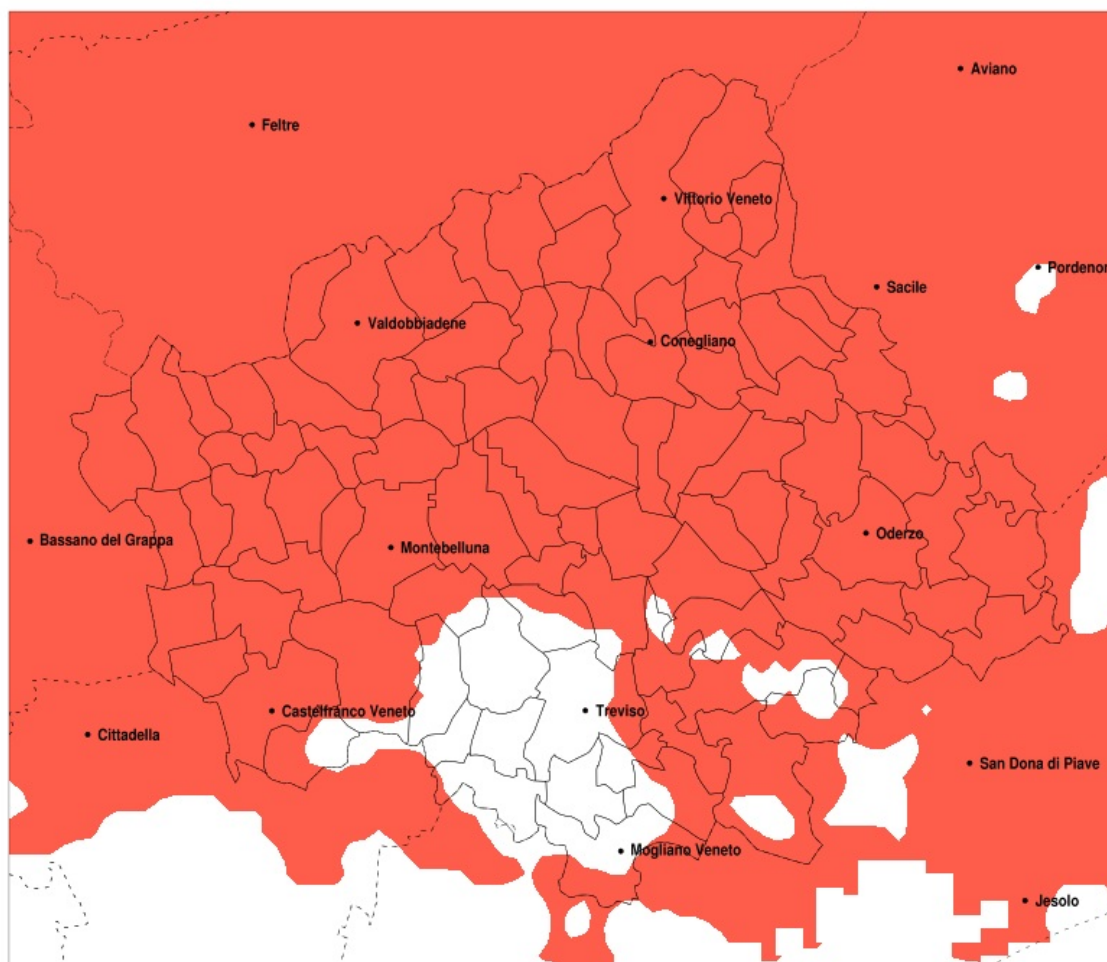 Aviano
Feltre
Vittorio Veneto
Pordenon
Sacile
Valdobbiadene
Conegliano
Oderzo
Bassano del Grappa
Montebelluna
Castelfranco Veneto
Treviso
Cittadella
San Dona di Piave
Mogliano Veneto
Jesolo